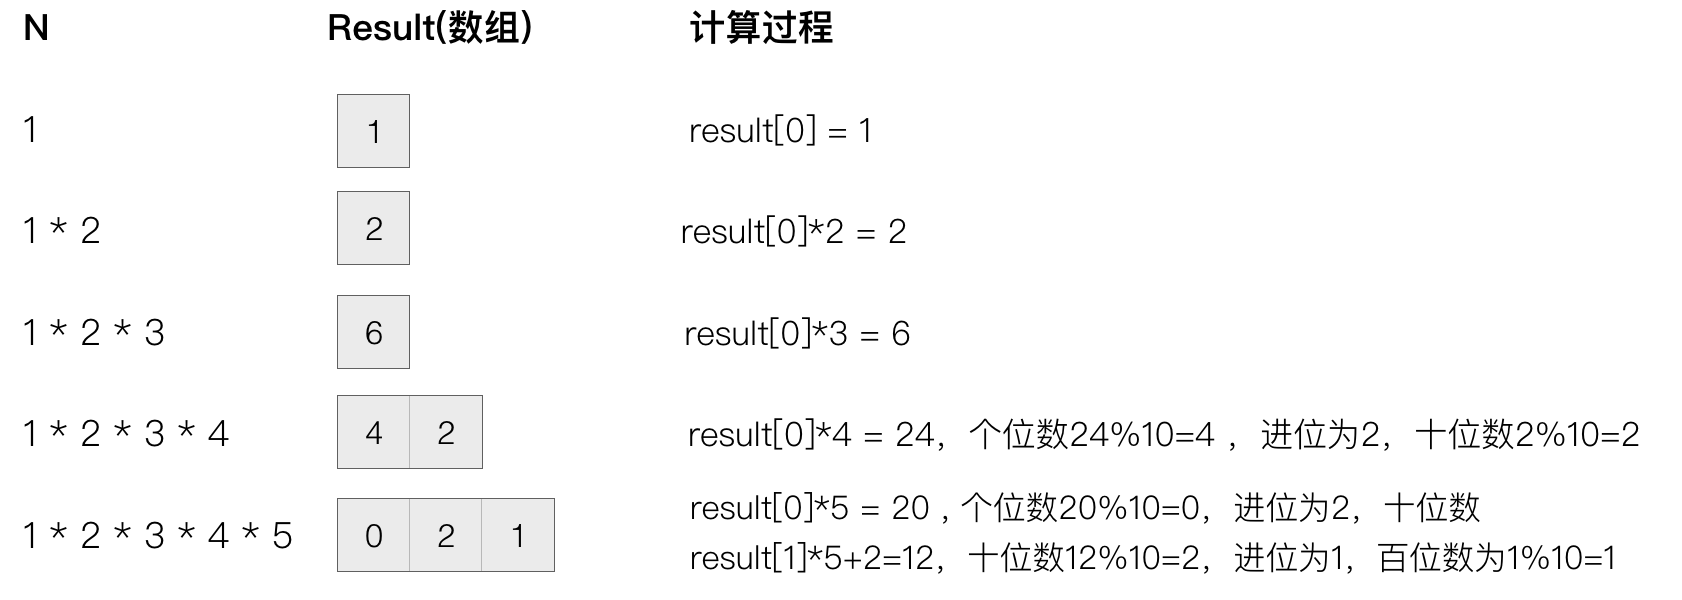 N Result(数组) 计算过程
1 1 result[0] = 1
1 * 2 2 result[0]*2 = 2
1 * 2 * 3 6 result[0]*3 = 6
1 * 2 * 3 * 4 4 2 result[0]*4 = 24，个位数24%10=4 ，进位为2，十位数2%10=2
1 * 2 * 3 * 4 * 5 0 2 1 result[0]*5 = 20 , 个位数20%10=0，进位为2，十位数
result[1]*5+2=12，十位数12%10=2，进位为1，百位数为1%10=1